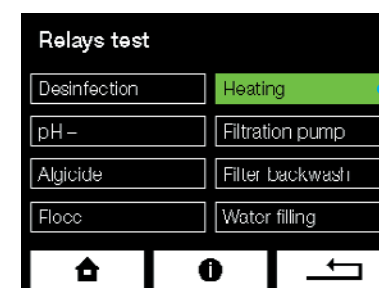 Relays test
Desinfection
Heating
pH –
Filtration pump
Algicide
Filter backwash
Flocc
Water filling